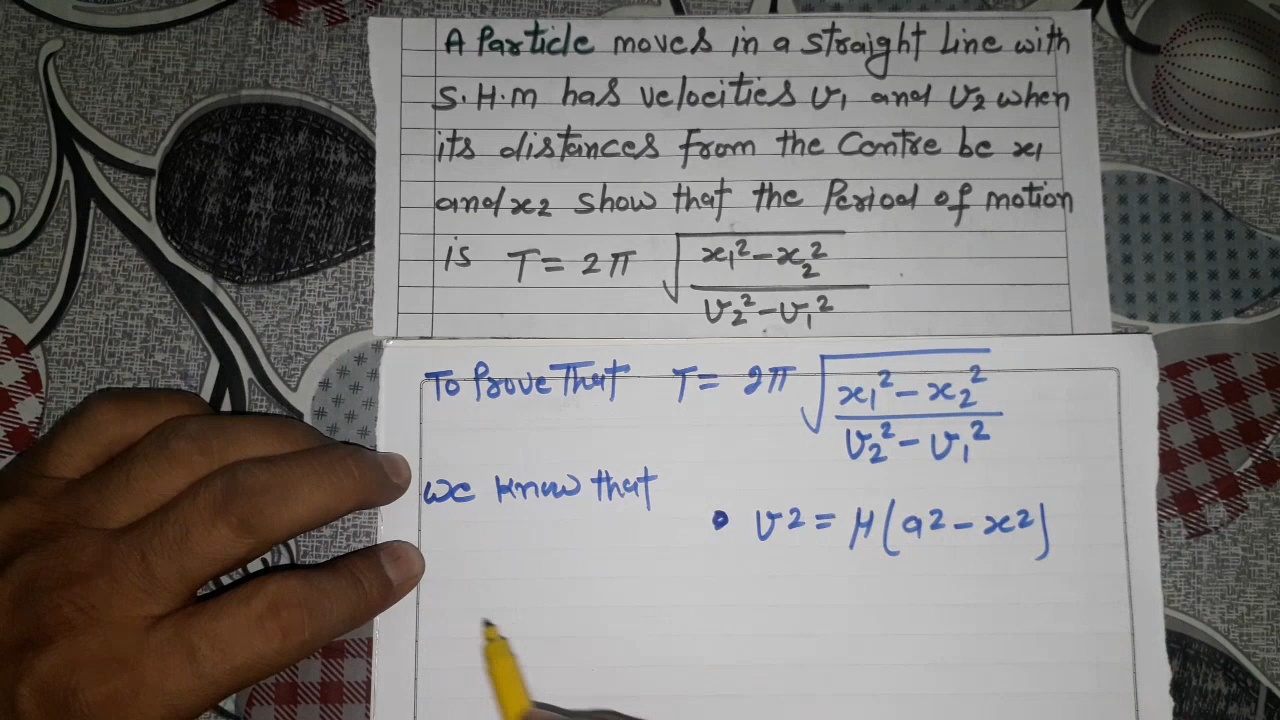 A Particle moves in a straight Line with
S.H.m has velocities v₁ and v₂ when
its distances from the Centre be x₁
and x₂ show that the Period of motion
is T = 2π √((x₁² - x₂²)/(v₂² - v₁²))
To Prove That T = 2π √((x₁² - x₂²)/(v₂² - v₁²))
we know that
• v² = μ(a² - x²)